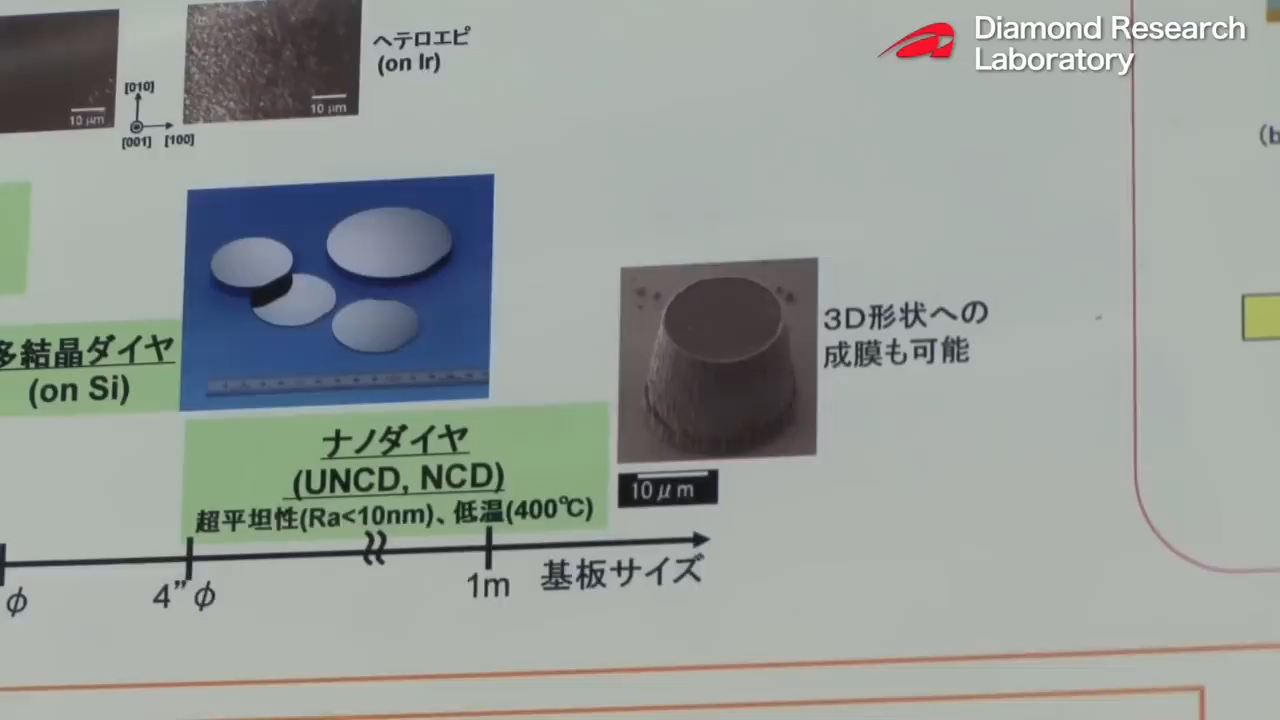 Diamond Research
Laboratory
ヘテロエピ
(on Ir)
[010]
10 μm
10 μm
[001]
[100]
(b
3D形状への
成膜も可能
多結晶ダイヤ
(on Si)
ナノダイヤ
(UNCD, NCD)
超平坦性(Ra<10nm)、低温(400℃)
10μm
φ
4”φ
1m
基板サイズ